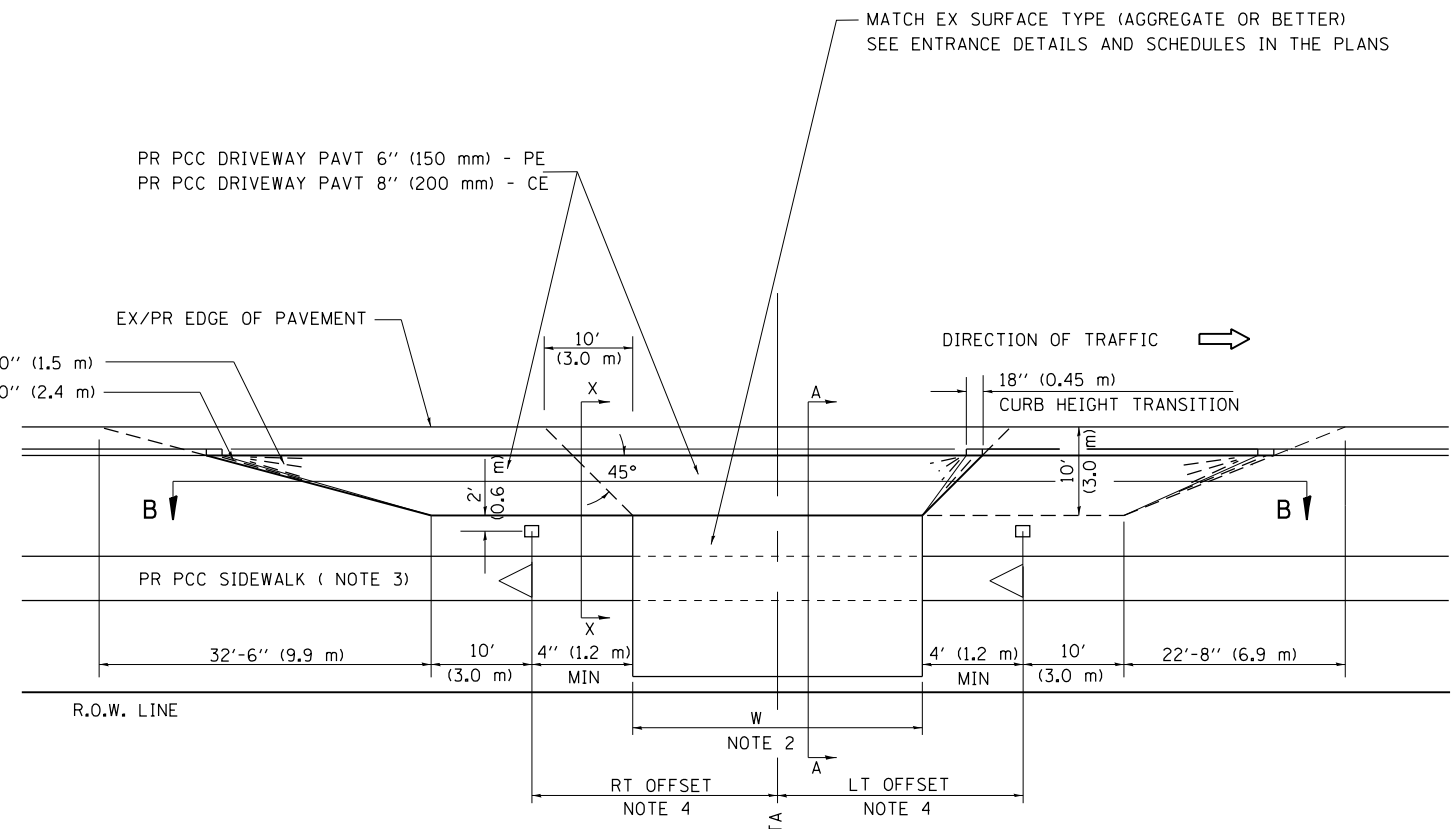 MATCH EX SURFACE TYPE (AGGREGATE OR BETTER)
SEE ENTRANCE DETAILS AND SCHEDULES IN THE PLANS
PR PCC DRIVEWAY PAVT 6'' (150 mm) - PE
PR PCC DRIVEWAY PAVT 8'' (200 mm) - CE
EX/PR EDGE OF PAVEMENT
10'
(3.0 m)
DIRECTION OF TRAFFIC
0'' (1.5 m)
0'' (2.4 m)
X
A
18'' (0.45 m)
CURB HEIGHT TRANSITION
45°
2'
(0.6 m)
10'
(3.0 m)
B
B
PR PCC SIDEWALK ( NOTE 3)
X
32'-6'' (9.9 m)
10'
(3.0 m)
4'' (1.2 m)
MIN
4' (1.2 m)
MIN
10'
(3.0 m)
22'-8'' (6.9 m)
R.O.W. LINE
W
NOTE 2
A
RT OFFSET
NOTE 4
LT OFFSET
NOTE 4
TA